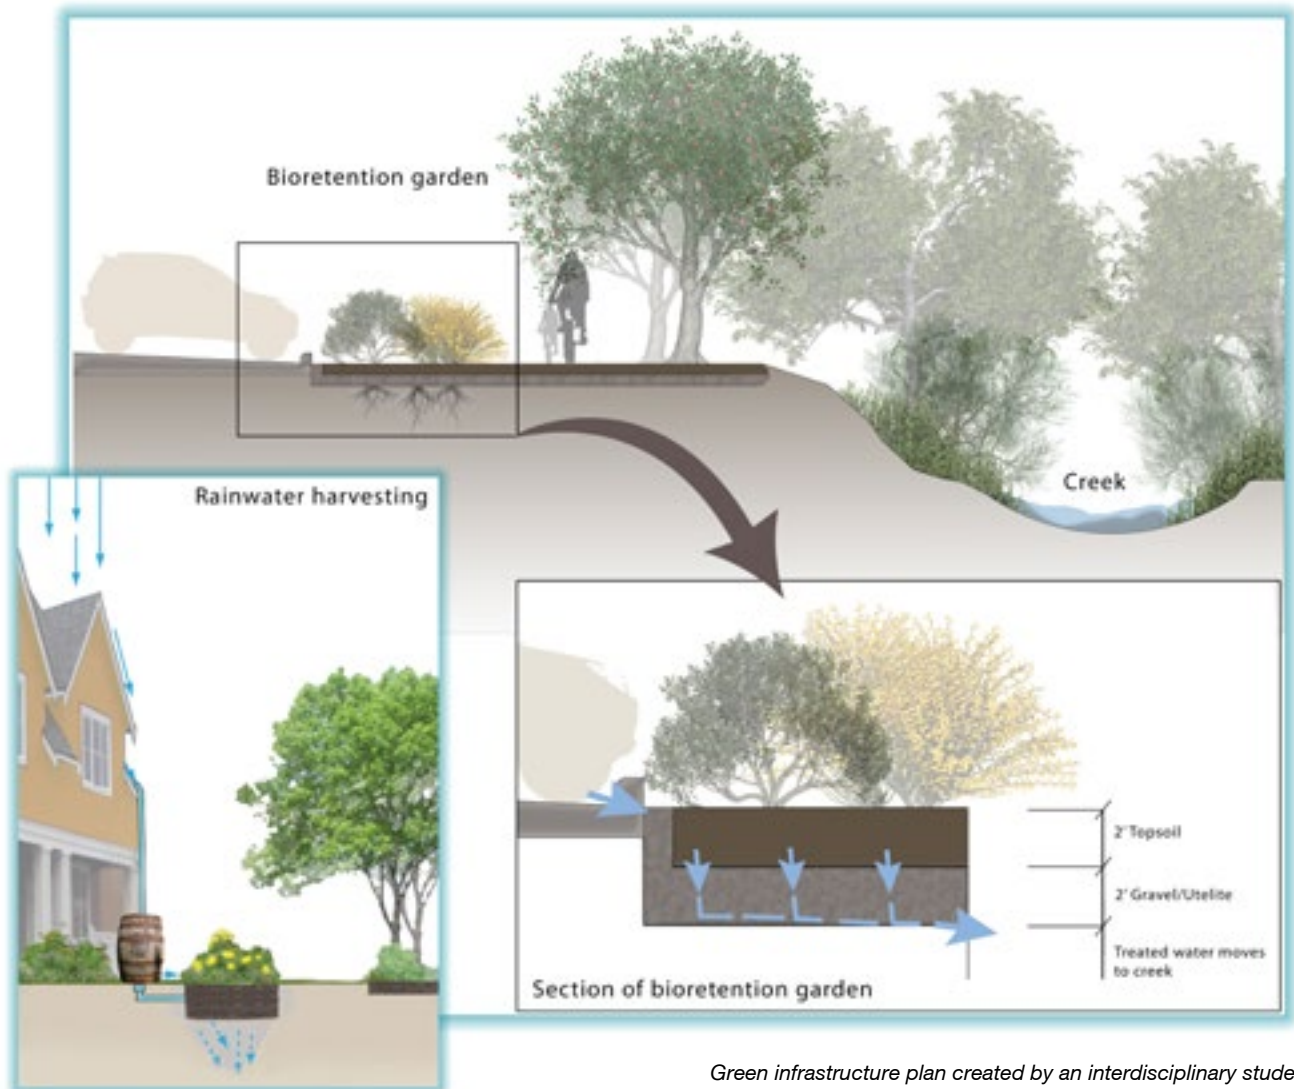 Bioretention garden
Creek
Rainwater harvesting
2' Topsoil
2' Gravel/Utelite
Treated water moves
to creek
Section of bioretention garden
Green infrastructure plan created by an interdisciplinary